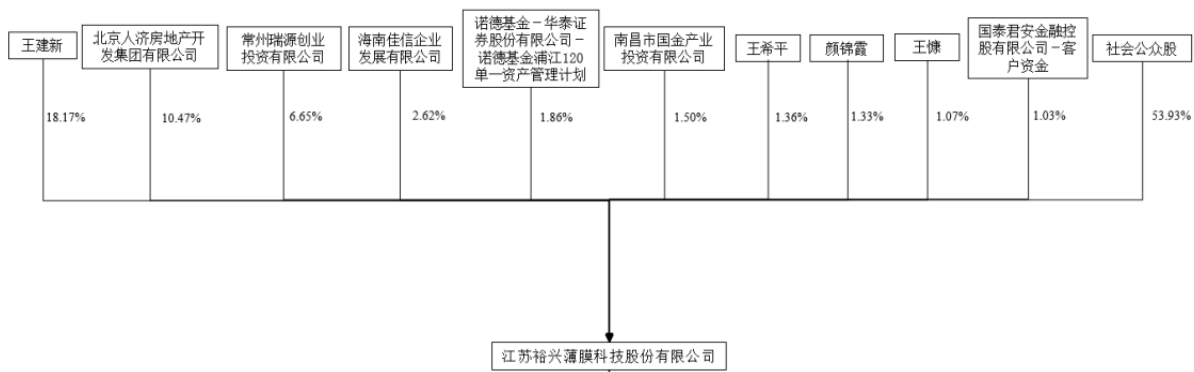 王建新
北京人济房地产开
发集团有限公司
常州瑞源创业
投资有限公司
海南佳信企业
发展有限公司
诺德基金－华泰证
券股份有限公司－
诺德基金浦江120
单一资产管理计划
南昌市国金产业
投资有限公司
王希平
颜锦霞
王慷
国泰君安金融控
股有限公司－客
户资金
社会公众股
18.17%
10.47%
6.65%
2.62%
1.86%
1.50%
1.36%
1.33%
1.07%
1.03%
53.93%
江苏裕兴薄膜科技股份有限公司